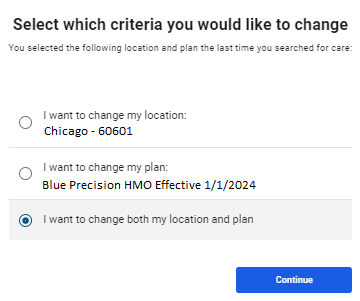 Select which criteria you would like to change
You selected the following location and plan the last time you searched for care:
I want to change my location:
Chicago - 60601
I want to change my plan:
Blue Precision HMO Effective 1/1/2024
I want to change both my location and plan
Continue